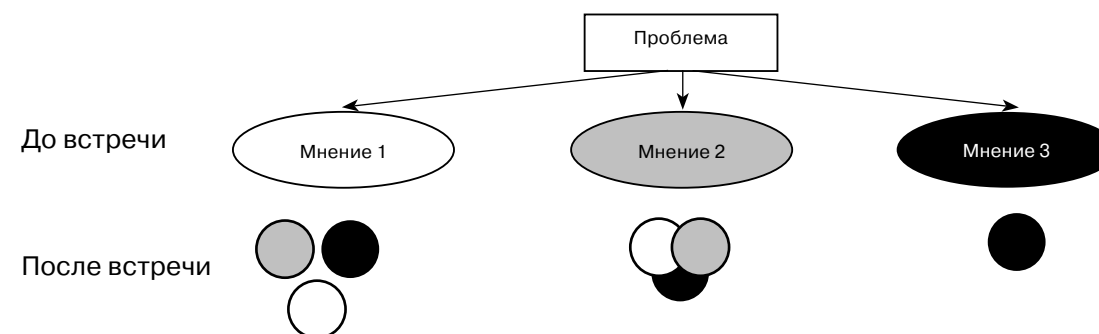 Проблема
До встречи
Мнение 1
Мнение 2
Мнение 3
После встречи